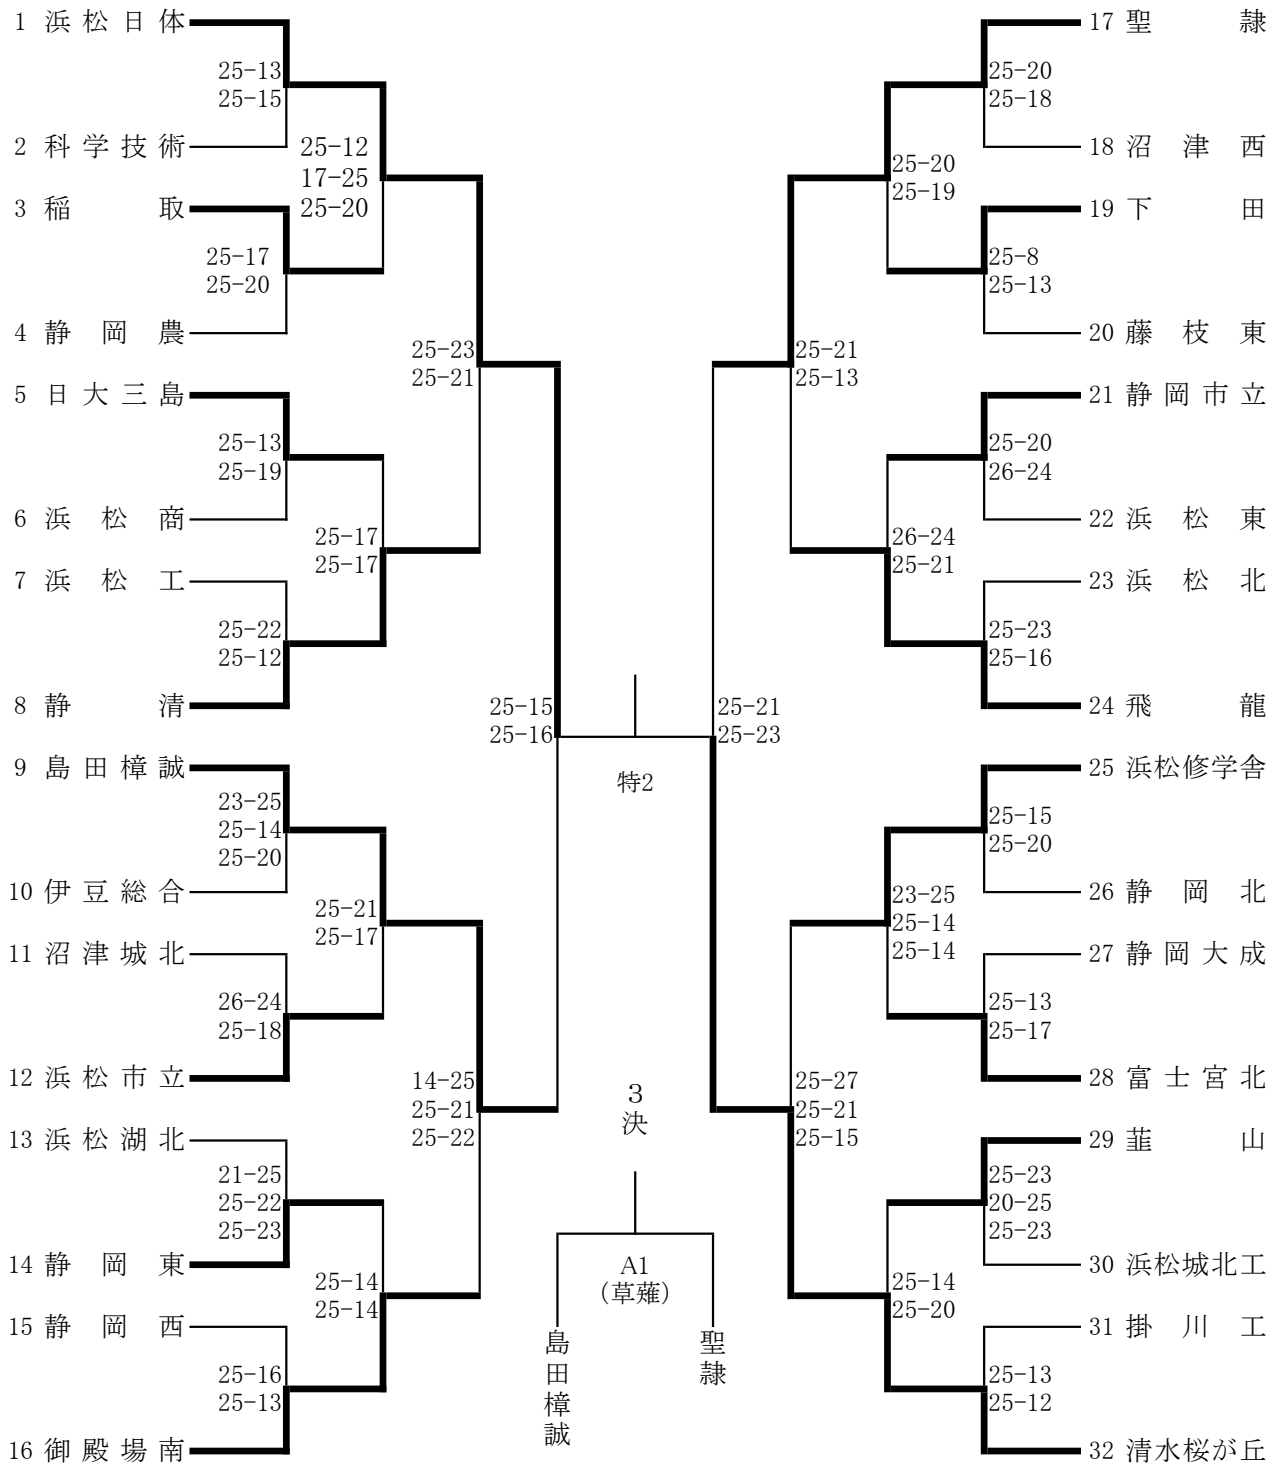 1 浜松日体
25-13
25-15
2 科学技術
25-12
17-25
25-20
3 稲取
25-17
25-20
4 静岡農
25-23
25-21
5 日大三島
25-13
25-19
6 浜松商
25-17
25-17
7 浜松工
25-22
25-12
8 静清
25-15
25-16
9 島田樟誠
23-25
25-14
25-20
10 伊豆総合
25-21
25-17
11 沼津城北
26-24
25-18
12 浜松市立
14-25
25-21
25-22
13 浜松湖北
21-25
25-22
25-23
14 静岡東
25-14
25-14
15 静岡西
25-16
25-13
16 御殿場南
特2
3
決
A1
(草薙)
島田樟誠
聖隷
17 聖隷
25-20
25-18
18 沼津西
25-20
25-19
19 下田
25-8
25-13
20 藤枝東
25-21
25-13
21 静岡市立
25-20
26-24
22 浜松東
26-24
25-21
23 浜松北
25-23
25-16
24 飛龍
25-21
25-23
25 浜松修学舎
25-15
25-20
26 静岡北
23-25
25-14
25-14
27 静岡大成
25-13
25-17
28 富士宮北
25-27
25-21
25-15
29 韮山
25-23
20-25
25-23
30 浜松城北工
25-14
25-20
31 掛川工
25-13
25-12
32 清水桜が丘